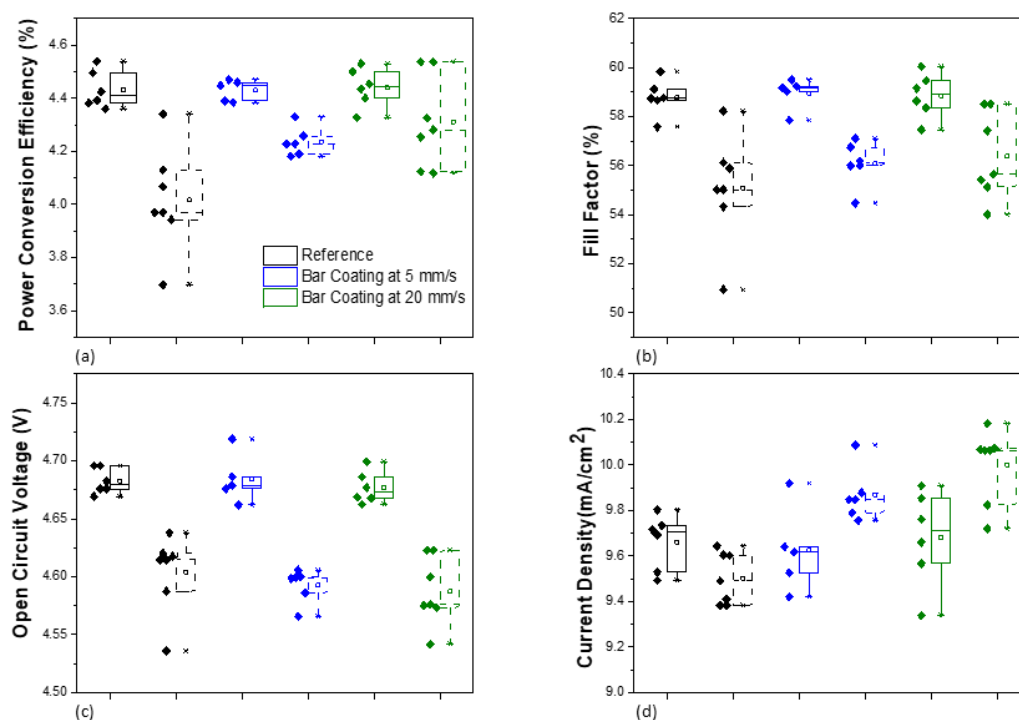 Power Conversion Efficiency (%)
4.6
4.4
4.2
4.0
3.8
3.6
Reference
Bar Coating at 5 mm/s
Bar Coating at 20 mm/s
(a)
Fill Factor (%)
60
58
56
54
52
50
(b)
Open Circuit Voltage (V)
4.75
4.70
4.65
4.60
4.55
4.50
(c)
Current Density(mA/cm²)
10.4
10.2
10.0
9.8
9.6
9.4
9.2
9.0
(d)